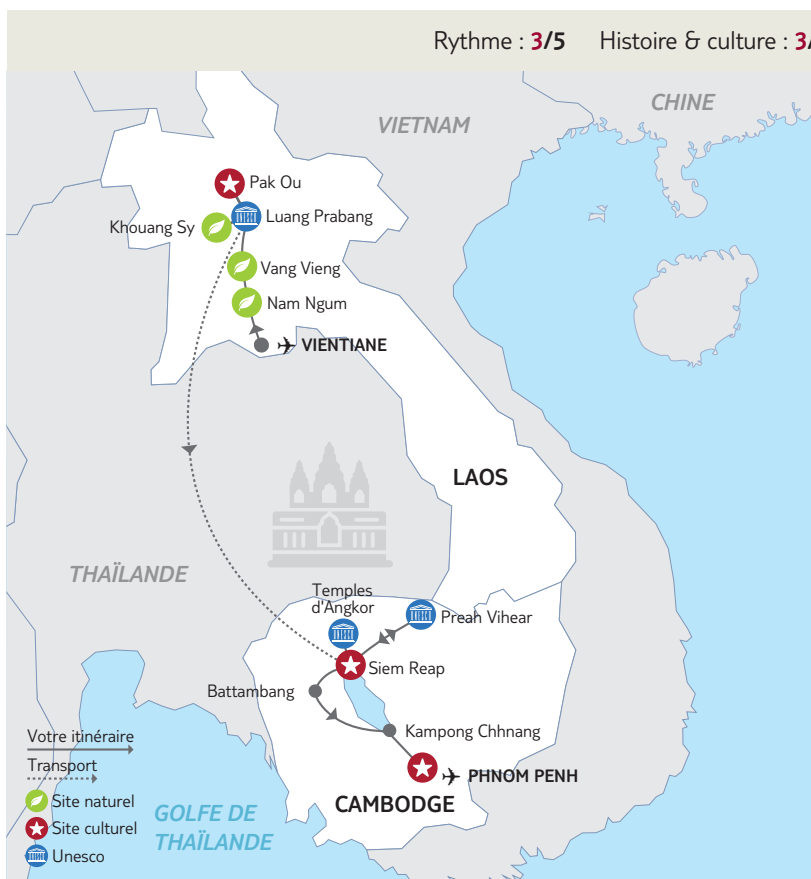 Rythme : 3/5 Histoire & culture : 3/
CHINE
VIETNAM
Pak Ou
Luang Prabang
Khouang Sy
Vang Vieng
Nam Ngum
VIENTIANE
LAOS
THAÏLANDE
Temples
d'Angkor
Preah Vihear
Siem Reap
Battambang
Kampong Chhnang
PHNOM PENH
CAMBODGE
Votre itinéraire
Transport
Site naturel
Site culturel
Unesco
GOLFE DE
THAÏLANDE